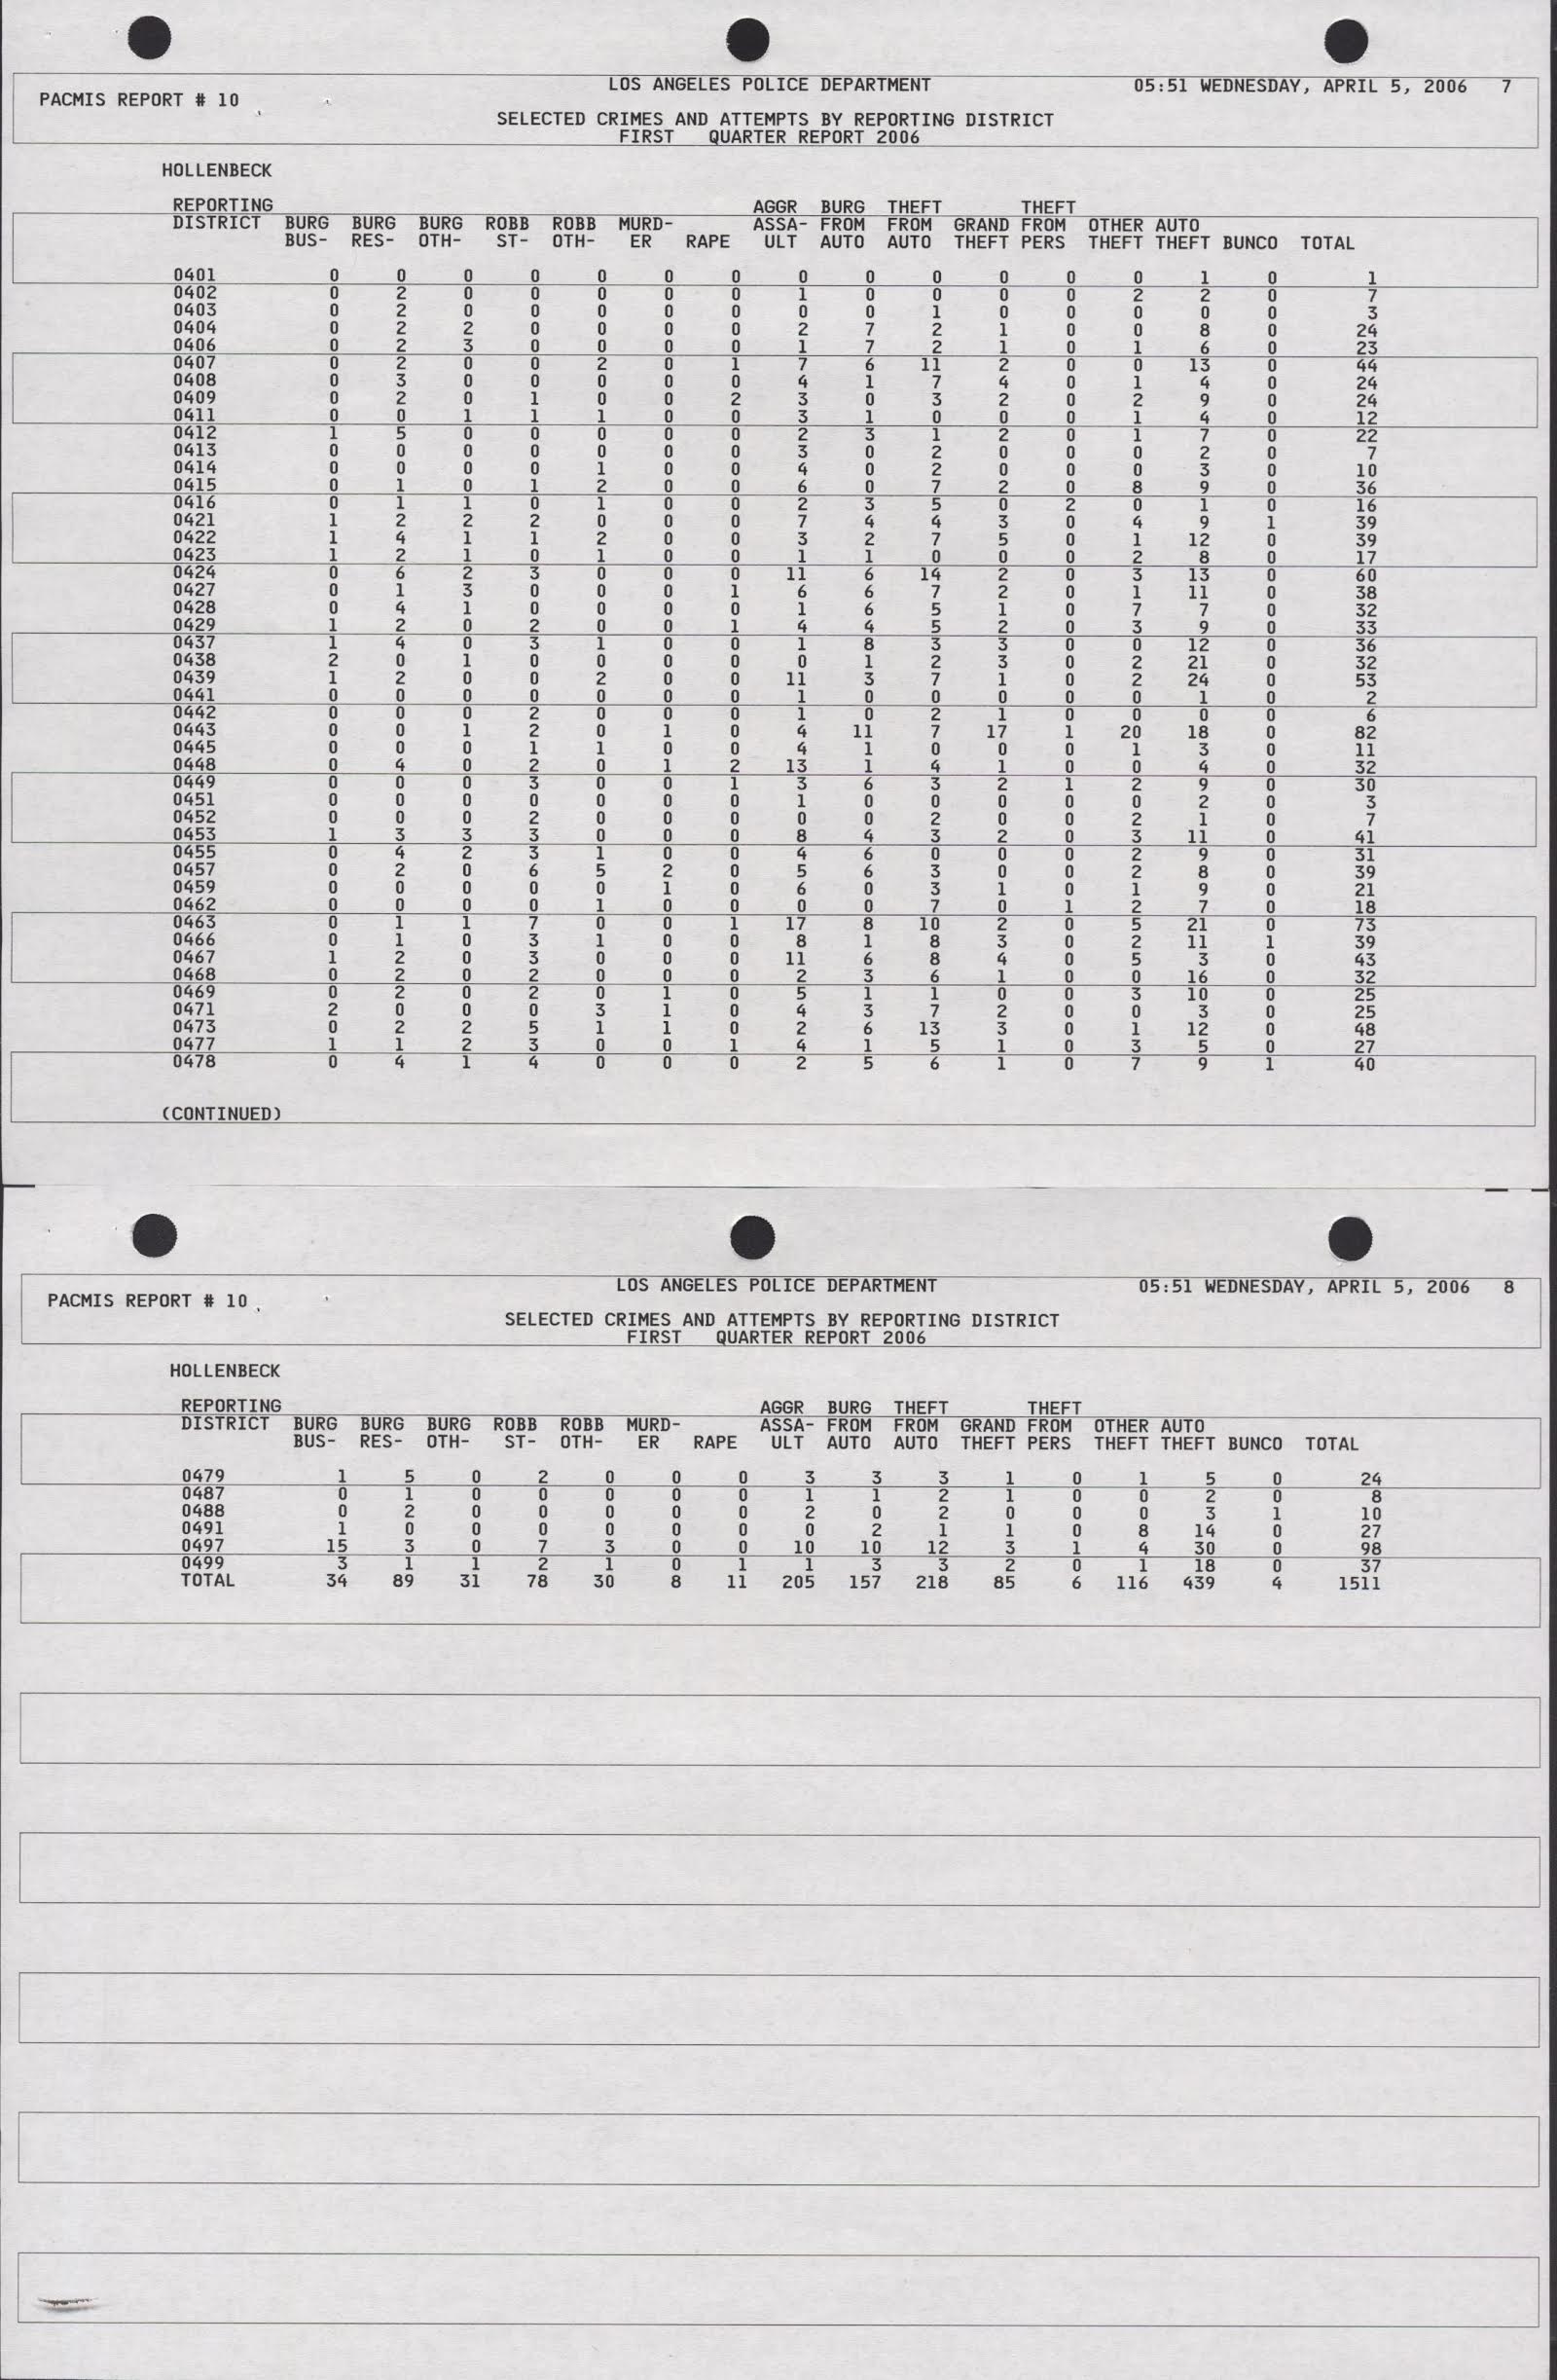 LOS ANGELES POLICE DEPARTMENT 05:51 WEDNESDAY, APRIL 5, 2006 7
PACMIS REPORT # 10
SELECTED CRIMES AND ATTEMPTS BY REPORTING DISTRICT
FIRST QUARTER REPORT 2006
HOLLENBECK
REPORTING AGGR BURG THEFT THEFT
DISTRICT BURG BURG BURG ROBB ROBB MURD- ASSA- FROM FROM GRAND FROM OTHER AUTO
BUS- RES- OTH- ST- OTH- ER RAPE ULT AUTO AUTO THEFT PERS THEFT THEFT BUNCO TOTAL
0401 0 0 0 0 0 0 0 0 0 0 0 0 0 1 0 1
0402 0 2 0 0 0 0 0 1 0 0 0 0 2 2 0 7
0403 0 2 0 0 0 0 0 0 0 1 0 0 0 0 0 3
0404 0 2 2 0 0 0 0 2 7 2 1 0 0 8 0 24
0406 0 2 3 0 0 0 0 1 7 2 1 0 1 6 0 23
0407 0 2 0 0 2 0 1 7 6 11 2 0 0 13 0 44
0408 0 3 0 0 0 0 0 4 1 7 4 0 1 4 0 24
0409 0 2 0 1 0 0 2 3 0 3 2 0 2 9 0 24
0411 0 0 1 1 1 0 0 3 1 0 0 0 1 4 0 12
0412 1 5 0 0 0 0 0 2 3 1 2 0 1 7 0 22
0413 0 0 0 0 0 0 0 3 0 2 0 0 0 2 0 7
0414 0 0 0 0 1 0 0 4 0 2 0 0 0 3 0 10
0415 0 1 0 1 2 0 0 6 0 7 2 0 8 9 0 36
0416 0 1 1 0 1 0 0 2 3 5 0 2 0 1 0 16
0421 1 2 2 2 0 0 0 7 4 4 3 0 4 9 1 39
0422 1 4 1 1 2 0 0 3 2 7 5 0 1 12 0 39
0423 1 2 1 0 1 0 0 1 1 0 0 0 2 8 0 17
0424 0 6 2 3 0 0 0 11 6 14 2 0 3 13 0 60
0427 0 1 3 0 0 0 1 6 6 7 2 0 1 11 0 38
0428 0 4 1 0 0 0 0 1 6 5 1 0 7 7 0 32
0429 1 2 0 2 0 0 1 4 4 5 2 0 3 9 0 33
0437 1 4 0 3 1 0 0 1 8 3 3 0 0 12 0 36
0438 2 0 1 0 0 0 0 0 1 2 3 0 2 21 0 32
0439 1 2 0 0 2 0 0 11 3 7 1 0 2 24 0 53
0441 0 0 0 0 0 0 0 1 0 0 0 0 0 1 0 2
0442 0 0 0 2 0 0 0 1 0 2 1 0 0 0 0 6
0443 0 0 1 2 0 1 0 4 11 7 17 1 20 18 0 82
0445 0 0 0 1 1 0 0 4 1 0 0 0 1 3 0 11
0448 0 4 0 2 0 1 2 13 1 4 1 0 0 4 0 32
0449 0 0 0 3 0 0 1 3 6 3 2 1 2 9 0 30
0451 0 0 0 0 0 0 0 1 0 0 0 0 0 2 0 3
0452 0 0 0 2 0 0 0 0 0 2 0 0 2 1 0 7
0453 1 3 3 3 0 0 0 8 4 3 2 0 3 11 0 41
0455 0 4 2 3 1 0 0 4 6 0 0 0 2 9 0 31
0457 0 2 0 6 5 2 0 5 6 3 0 0 2 8 0 39
0459 0 0 0 0 0 1 0 6 0 3 1 0 1 9 0 21
0462 0 0 0 0 1 0 0 0 0 7 0 1 2 7 0 18
0463 0 1 1 7 0 0 1 17 8 10 2 0 5 21 0 73
0466 0 1 0 3 1 0 0 8 1 8 3 0 2 11 1 39
0467 1 2 0 3 0 0 0 11 6 8 4 0 5 3 0 43
0468 0 2 0 2 0 0 0 2 3 6 1 0 0 16 0 32
0469 0 2 0 2 0 1 0 5 1 1 0 0 3 10 0 25
0471 2 0 0 0 3 1 0 4 3 7 2 0 0 3 0 25
0473 0 2 2 5 1 1 0 2 6 13 3 0 1 12 0 48
0477 1 1 2 3 0 0 1 4 1 5 1 0 3 5 0 27
0478 0 4 1 4 0 0 0 2 5 6 1 0 7 9 1 40
(CONTINUED)
LOS ANGELES POLICE DEPARTMENT 05:51 WEDNESDAY, APRIL 5, 2006 8
PACMIS REPORT # 10
SELECTED CRIMES AND ATTEMPTS BY REPORTING DISTRICT
FIRST QUARTER REPORT 2006
HOLLENBECK
REPORTING AGGR BURG THEFT THEFT
DISTRICT BURG BURG BURG ROBB ROBB MURD- ASSA- FROM FROM GRAND FROM OTHER AUTO
BUS- RES- OTH- ST- OTH- ER RAPE ULT AUTO AUTO THEFT PERS THEFT THEFT BUNCO TOTAL
0479 1 5 0 2 0 0 0 3 3 3 1 0 1 5 0 24
0487 0 1 0 0 0 0 0 1 1 2 1 0 0 2 0 8
0488 0 2 0 0 0 0 0 2 0 2 0 0 0 3 1 10
0491 1 0 0 0 0 0 0 0 2 1 1 0 8 14 0 27
0497 15 3 0 7 3 0 0 10 10 12 3 1 4 30 0 98
0499 3 1 1 2 1 0 1 1 3 3 2 0 1 18 0 37
TOTAL 34 89 31 78 30 8 11 205 157 218 85 6 116 439 4 1511